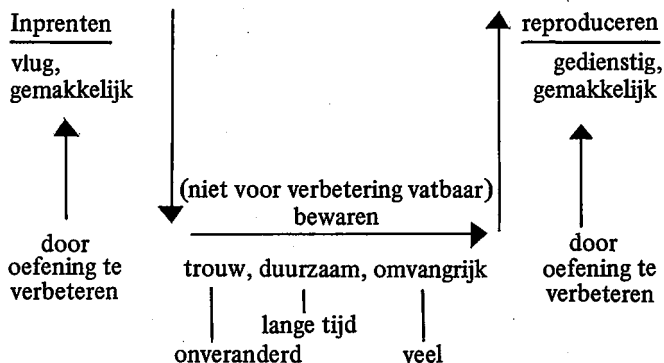 Inprenten
vlug,
gemakkelijk
door
oefening te
verbeteren
(niet voor verbetering vatbaar)
bewaren
trouw, duurzaam, omvangrijk
lange tijd
onveranderd veel
reproduceren
gedienstig,
gemakkelijk
door
oefening te
verbeteren